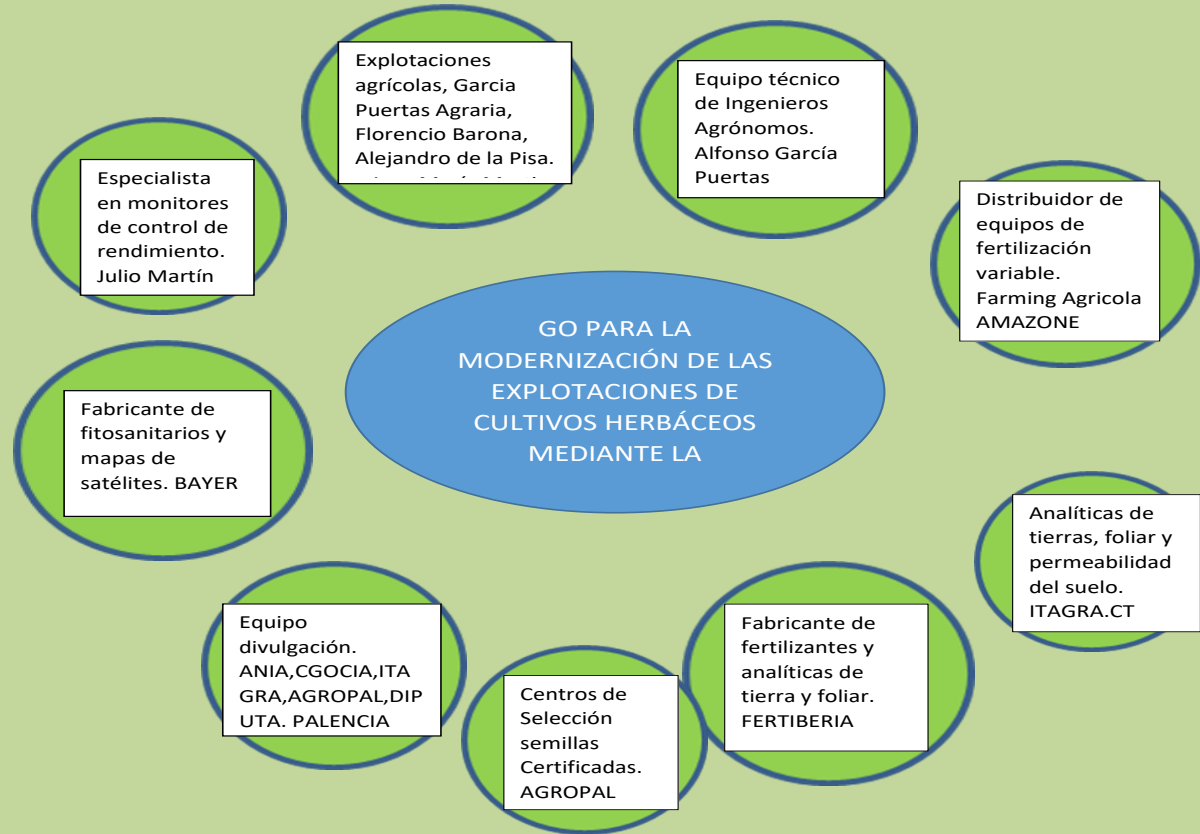 Explotaciones
agrícolas, Garcia
Puertas Agraria,
Florencio Barona,
Alejandro de la Pisa.
Equipo técnico
de Ingenieros
Agrónomos.
Alfonso García
Puertas
Especialista
en monitores
de control de
rendimiento.
Julio Martín
Distribuidor de
equipos de
fertilización
variable.
Farming Agricola
AMAZONE
GO PARA LA
MODERNIZACIÓN DE LAS
EXPLOTACIONES DE
CULTIVOS HERBÁCEOS
MEDIANTE LA
Fabricante de
fitosanitarios y
mapas de
satélites. BAYER
Analíticas de
tierras, foliar y
permeabilidad
del suelo.
ITAGRA.CT
Equipo
divulgación.
ANIA,CGOCIA,ITA
GRA,AGROPAL,DIP
UTA. PALENCIA
Fabricante de
fertilizantes y
analíticas de
tierra y foliar.
FERTIBERIA
Centros de
Selección
semillas
Certificadas.
AGROPAL